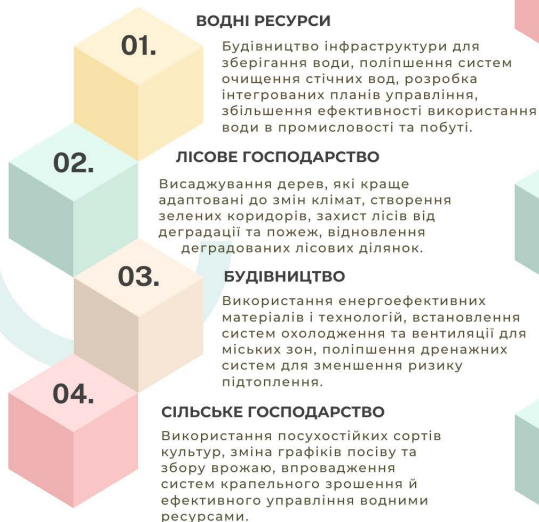 01.
ВОДНІ РЕСУРСИ
Будівництво інфраструктури для
зберігання води, поліпшення систем
очищення стічних вод, розробка
інтегрованих планів управління,
збільшення ефективності використання
води в промисловості та побуті.
02.
ЛІСОВЕ ГОСПОДАРСТВО
Висаджування дерев, які краще
адаптовані до змін клімат, створення
зелених коридорів, захист лісів від
деградації та пожеж, відновлення
деградованих лісових ділянок.
03.
БУДІВНИЦТВО
Використання енергоефективних
матеріалів і технологій, встановлення
систем охолодження та вентиляції для
міських зон, поліпшення дренажних
систем для зменшення ризику
підтоплення.
04.
СІЛЬСЬКЕ ГОСПОДАРСТВО
Використання посухостійких сортів
культур, зміна графіків посіву та
збору врожаю, впровадження
систем крапельного зрошення й
ефективного управління водними
ресурсами.